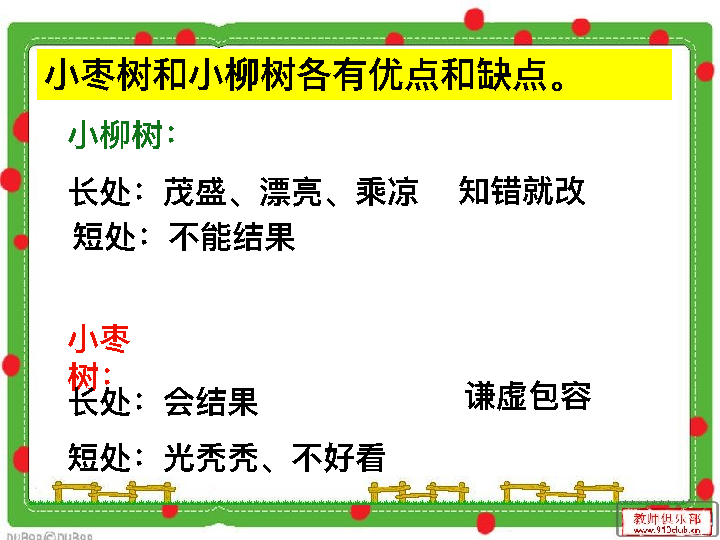 小枣树和小柳树各有优点和缺点。
小柳树：
长处：茂盛、漂亮、乘凉 知错就改
短处：不能结果
小枣
树：
长处：会结果 谦虚包容
短处：光秃秃、不好看
教师俱乐部
www.910club.cn